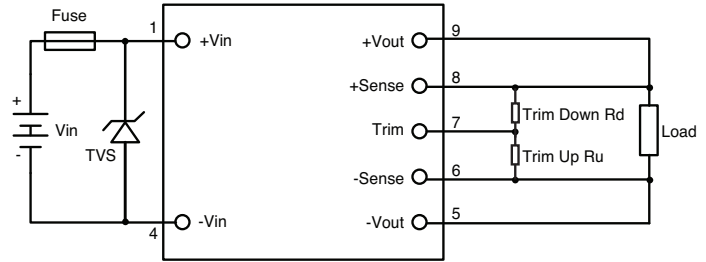 Fuse
1
+Vin
+Vout
9
+Sense
8
+
Vin
-
TVS
Trim
7
Trim Down Rd
Trim Up Ru
Load
-Sense
6
4
-Vin
-Vout
5